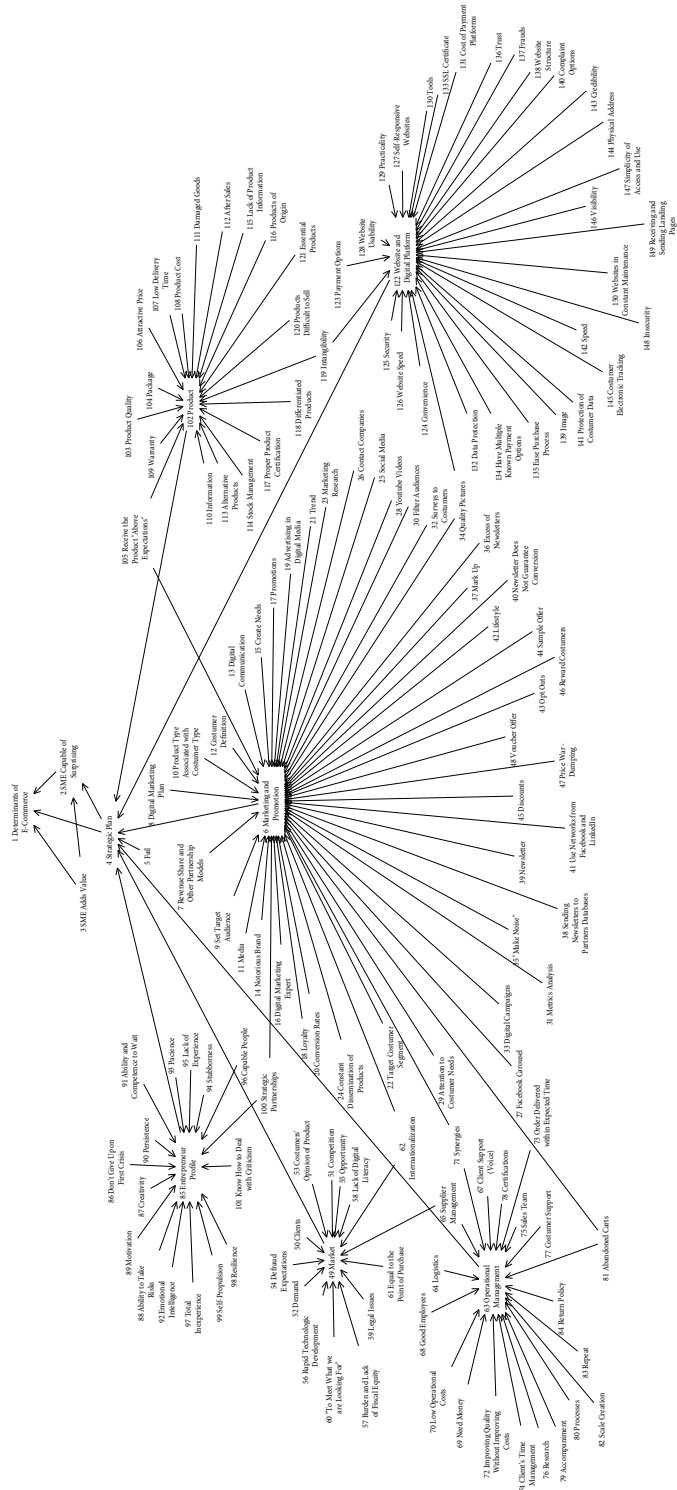 1 Determinants of
E-Commerce
2 SME Capable of
Surprising
3 SME Adds Value
4 Strategic Plan
5 Fail
6 Marketing and
Promotion
7 Revenue Share and
Other Partnership
Models
8 Digital Marketing
Plan
9 Set Target
Audience
10 Product Type
Associated with
Costumer Type
11 Media
12 Costumer
Definition
13 Digital
Communication
14 Notorious Brand
15 Create Needs
16 Digital Marketing
Expert
17 Promotions
18 Loyalty
19 Advertising in
Digital Media
20 Conversion Rates
21 Trend
22 Target Costumer
Segment
23 Marketing
Research
24 Constant
Dissemination of
Products
25 Social Media
26 Contact Companies
27 Facebook Carousel
28 Youtube Videos
29 Attention to
Costumer Needs
30 Filter Audiences
31 Metrics Analysis
32 Surveys to
Costumers
33 Digital Campaigns
34 Quality Pictures
35 "Make Noise"
36 Excess of
Newsletters
37 Mark Up
38 Sending
Newsletters to
Partners Databases
39 Newsletter
40 Newsletter Does
Not Guarantee
Conversion
41 Use Networks from
Facebook and
LinkedIn
42 Lifestyle
43 Opt Outs
44 Sample Offer
45 Discounts
46 Reward Costumers
47 Price War -
Dumping
48 Voucher Offer
49 Market
50 Clients
51 Competition
52 Demand
53 Costumers'
Opinion of Product
54 Defraud
Expectations
55 Opportunity
56 Rapid Technologic
Development
57 Burden and Lack
of Fiscal Equity
58 Lack of Digital
Literacy
59 Legal Issues
60 "To Meet What we
are Looking For"
61 Equal to the
Point of Purchase
62
Internationalization
63 Operational
Management
64 Logistics
65 Supplier
Management
67 Client Support
(Voice)
68 Good Employees
69 Need Money
70 Low Operational
Costs
71 Synergies
72 Improving Quality
Without Improving
Costs
73 Order Delivered
within Expected Time
4 Client's Time
Management
75 Sales Team
76 Research
77 Costumer Support
78 Certifications
79 Accompaniment
80 Processes
81 Abandoned Carts
82 Scale Creation
83 Repeat
84 Return Policy
85 Entrepreneur
Profile
86 Don't Give Up on
First Crisis
87 Creativity
88 Ability to Take
Risks
89 Motivation
90 Persistence
91 Ability and
Competence to Wait
92 Emotional
Intelligence
93 Pacience
94 Stubborness
95 Lack of
Experience
96 Capable People
97 Total
Inexperience
98 Resilience
99 Self-Propulsion
100 Strategic
Partnerships
101 Know How to Deal
with Criticism
102 Product
103 Product Quality
104 Package
105 Receive the
Product "Above
Expectations"
106 Attractive Price
107 Low Delivery
Time
108 Product Cost
109 Warranty
110 Information
111 Damaged Goods
112 After Sales
113 Alternative
Products
114 Stock Management
115 Lack of Product
Information
116 Products of
Origin
117 Proper Product
Certification
118 Differentiated
Products
119 Intangibility
120 Products
Difficult to Sell
121 Essential
Products
122 Website and
Digital Platform
123 Payment Options
124 Convenience
125 Security
126 Website Speed
127 Self-Responsive
Websites
128 Website
Usability
129 Practicality
130 Tools
131 Cost of Payment
Platforms
132 Data Protection
133 SSL Certificate
134 Have Multiple
Known Payment
Options
135 Ease Purchase
Process
136 Trust
137 Frauds
138 Website
Structure
139 Image
140 Complaint
Options
141 Protection of
Costumer Data
142 Speed
143 Credibility
144 Physical Address
145 Costumer
Electronic Tracking
146 Visibility
147 Simplicity of
Access and Use
148 Insecurity
149 Receiving and
Sending Landing
Pages
150 Websites in
Constant Maintenance